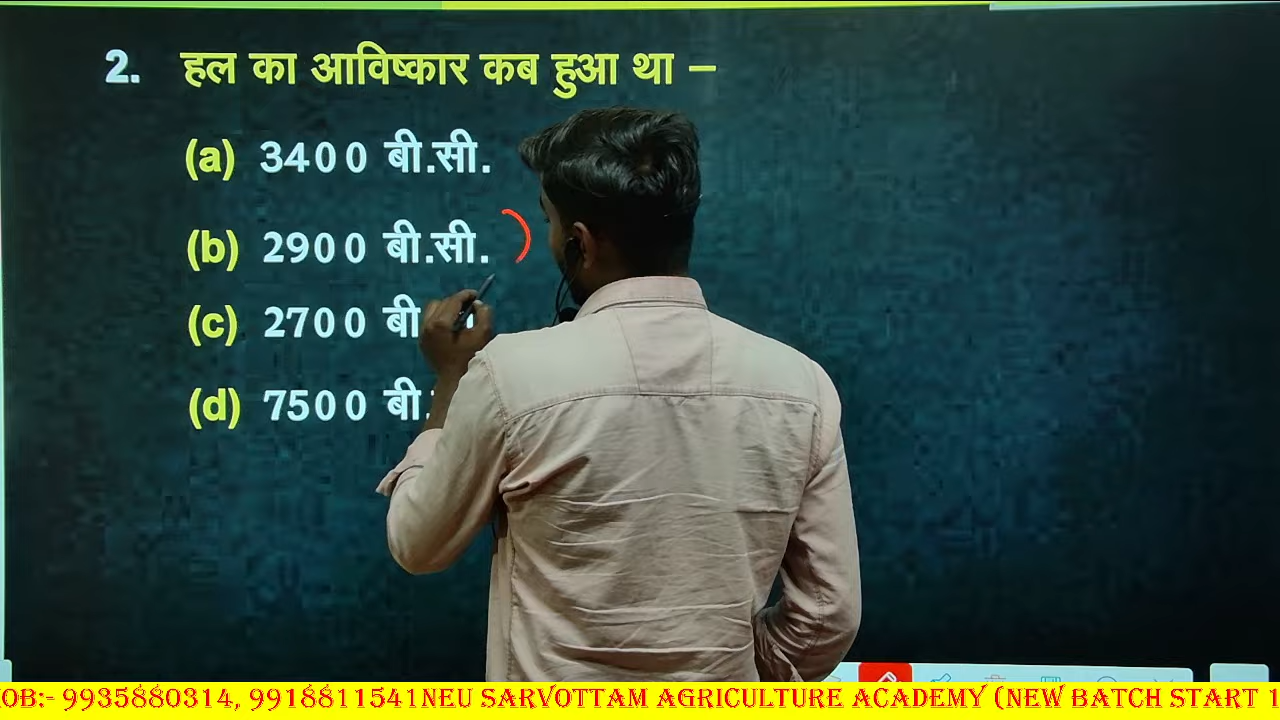 2. हल का आविष्कार कब हुआ था –
(a) 3400 बी.सी.
(b) 2900 बी.सी.
(c) 2700 बी
(d) 7500 बी.
OB:- 9935880314, 9918811541NEU SARVOTTAM AGRICULTURE ACADEMY (NEW BATCH START 1